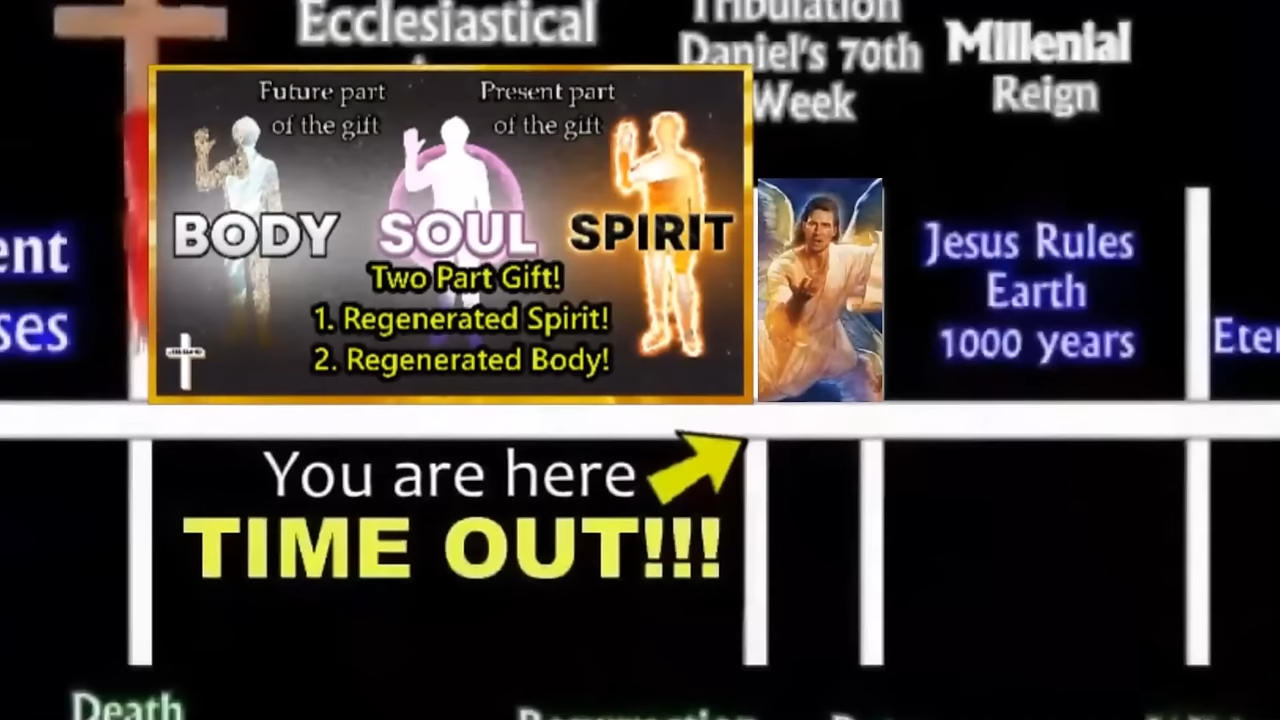 Ecclesiastical
Tribulation
Daniel's 70th
Week
Millenial
Reign
Future part
of the gift
Present part
of the gift
BODY
SOUL
SPIRIT
Two Part Gift!
1. Regenerated Spirit!
2. Regenerated Body!
ent
ses
Jesus Rules
Earth
1000 years
Eter
You are here
TIME OUT!!!
Death